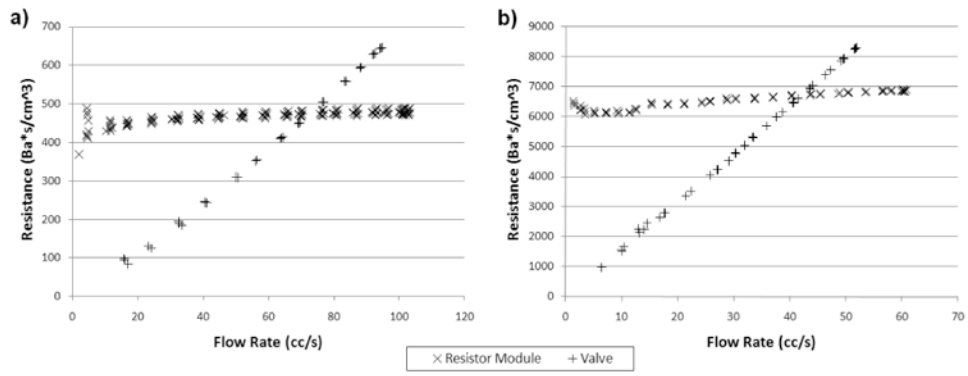 a)
Resistance (Ba*s/cm^3)
700
600
500
400
300
200
100
0
0 20 40 60 80 100 120
Flow Rate (cc/s)
b)
Resistance (Ba*s/cm^3)
9000
8000
7000
6000
5000
4000
3000
2000
1000
0
0 10 20 30 40 50 60 70
Flow Rate (cc/s)
× Resistor Module + Valve